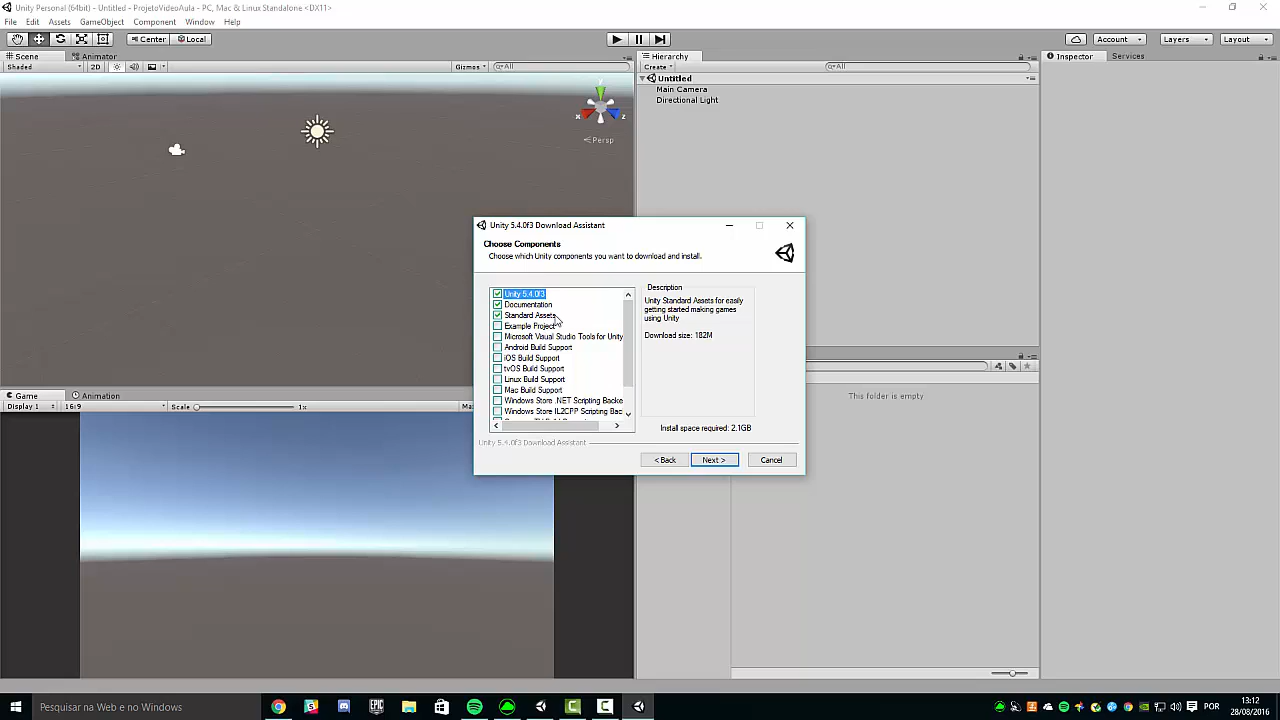 Unity Personal (64bit) - Untitled - ProjetoVideoAula - PC, Mac & Linux Standalone <DX11>
File Edit Assets GameObject Component Window Help
Center Local
Account Layers Layout
Scene Animator
Shaded 2D Gizmos All
Hierarchy
Create All
Untitled
Main Camera
Directional Light
Inspector Services
y
x z
Persp
Unity 5.4.0f3 Download Assistant
Choose Components
Choose which Unity components you want to download and install.
Unity 5.4.0f3
Documentation
Standard Assets
Example Project
Microsoft Visual Studio Tools for Unity
Android Build Support
iOS Build Support
tvOS Build Support
Linux Build Support
Mac Build Support
Windows Store .NET Scripting Backe
Windows Store IL2CPP Scripting Bac
Description
Unity Standard Assets for easily
getting started making games
using Unity
Download size: 182M
Install space required: 2.1GB
Unity 5.4.0f3 Download Assistant
< Back Next > Cancel
Game Animation
Display 1 16:9 Scale 1x
This folder is empty
Pesquisar na Web e no Windows
POR
13:12
28/08/2016